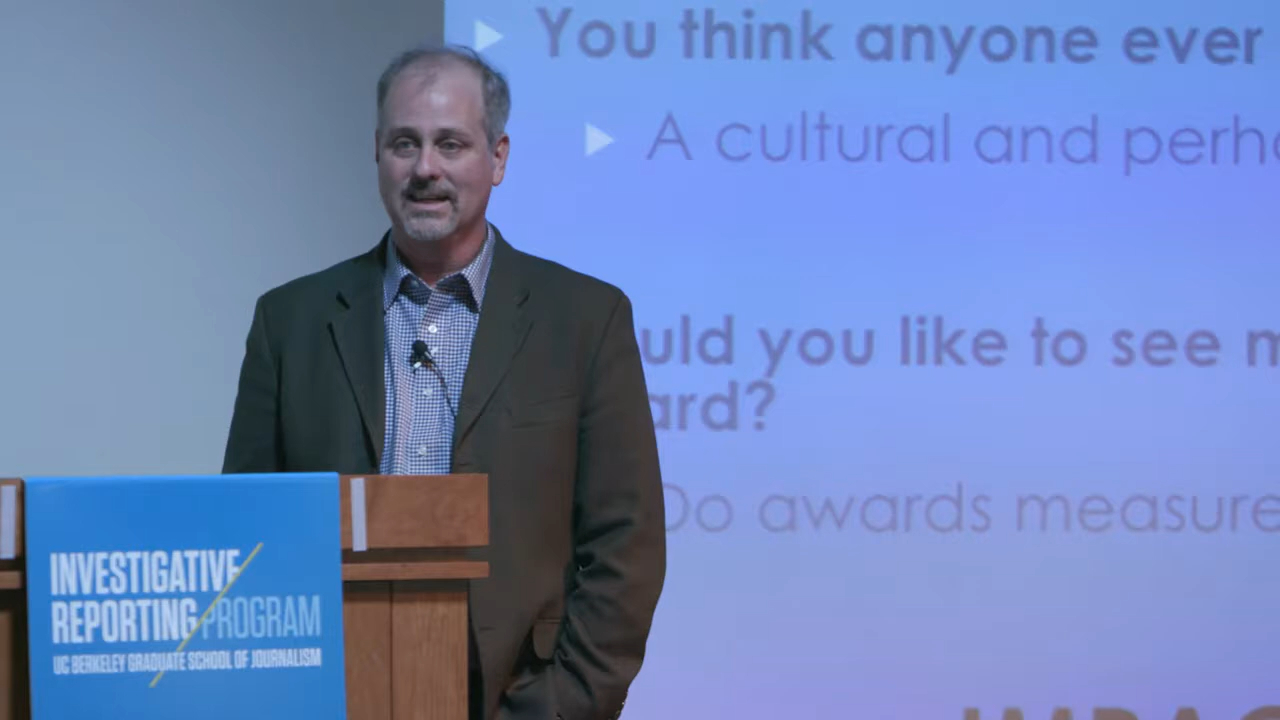 You think anyone ever
A cultural and perh
uld you like to see m
ard?
Do awards measure
INVESTIGATIVE
REPORTING PROGRAM
UC BERKELEY GRADUATE SCHOOL OF JOURNALISM